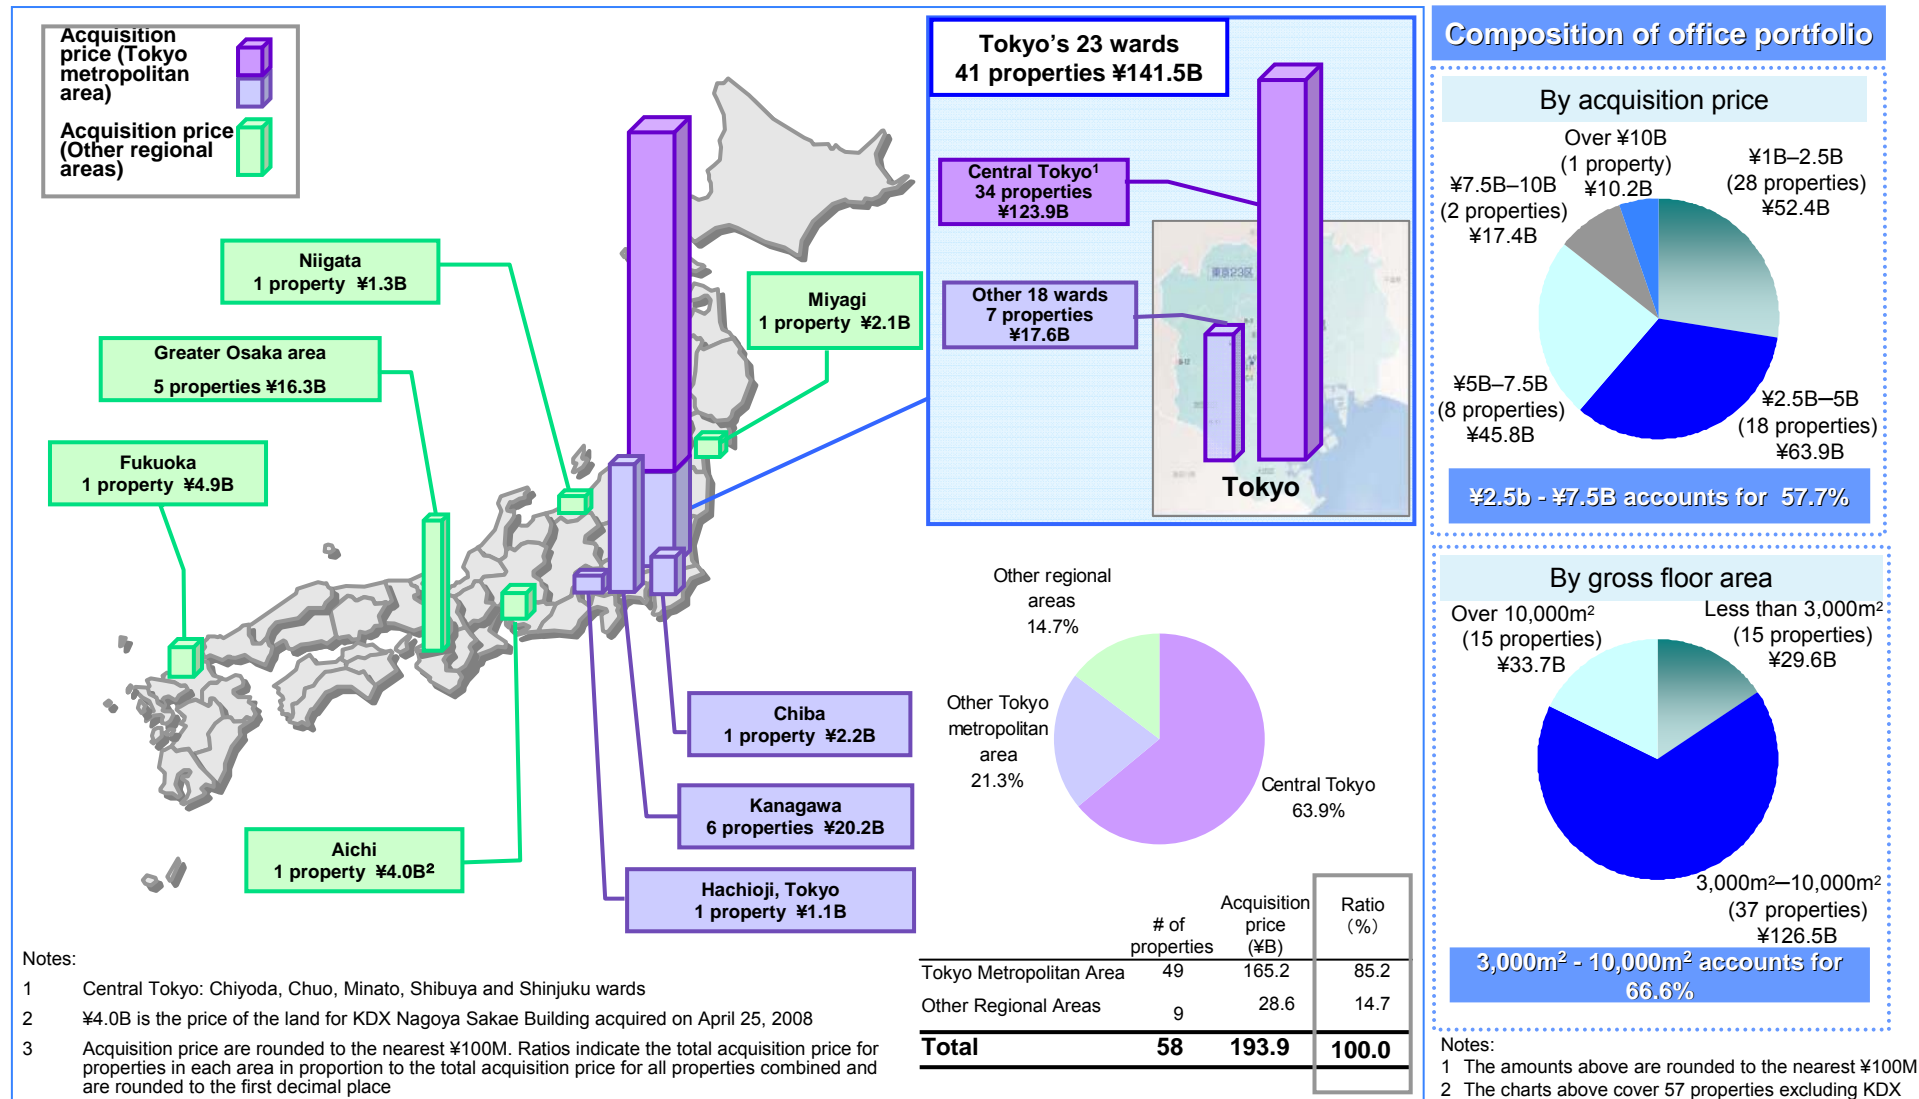 Acquisition
price (Tokyo
metropolitan
area)
Acquisition price
(Other regional
areas)
Niigata
1 property ¥1.3B
Greater Osaka area
5 properties ¥16.3B
Fukuoka
1 property ¥4.9B
Miyagi
1 property ¥2.1B
Aichi
1 property ¥4.0B²
Chiba
1 property ¥2.2B
Kanagawa
6 properties ¥20.2B
Hachioji, Tokyo
1 property ¥1.1B
Tokyo's 23 wards
41 properties ¥141.5B
Central Tokyo¹
34 properties
¥123.9B
Other 18 wards
7 properties
¥17.6B
東京23区
Tokyo
Other regional
areas
14.7%
Other Tokyo
metropolitan
area
21.3%
Central Tokyo
63.9%
# of
properties
Acquisition
price
(¥B)
Ratio
(%)
Tokyo Metropolitan Area 49 165.2 85.2
Other Regional Areas 9 28.6 14.7
Total 58 193.9 100.0
Notes:
1 Central Tokyo: Chiyoda, Chuo, Minato, Shibuya and Shinjuku wards
2 ¥4.0B is the price of the land for KDX Nagoya Sakae Building acquired on April 25, 2008
3 Acquisition price are rounded to the nearest ¥100M. Ratios indicate the total acquisition price for
properties in each area in proportion to the total acquisition price for all properties combined and
are rounded to the first decimal place
Composition of office portfolio
By acquisition price
Over ¥10B
(1 property)
¥10.2B
¥1B–2.5B
(28 properties)
¥52.4B
¥7.5B–10B
(2 properties)
¥17.4B
¥5B–7.5B
(8 properties)
¥45.8B
¥2.5B–5B
(18 properties)
¥63.9B
¥2.5b - ¥7.5B accounts for 57.7%
By gross floor area
Over 10,000m²
(15 properties)
¥33.7B
Less than 3,000m²
(15 properties)
¥29.6B
3,000m²–10,000m²
(37 properties)
¥126.5B
3,000m² - 10,000m² accounts for
66.6%
Notes:
1 The amounts above are rounded to the nearest ¥100M
2 The charts above cover 57 properties excluding KDX